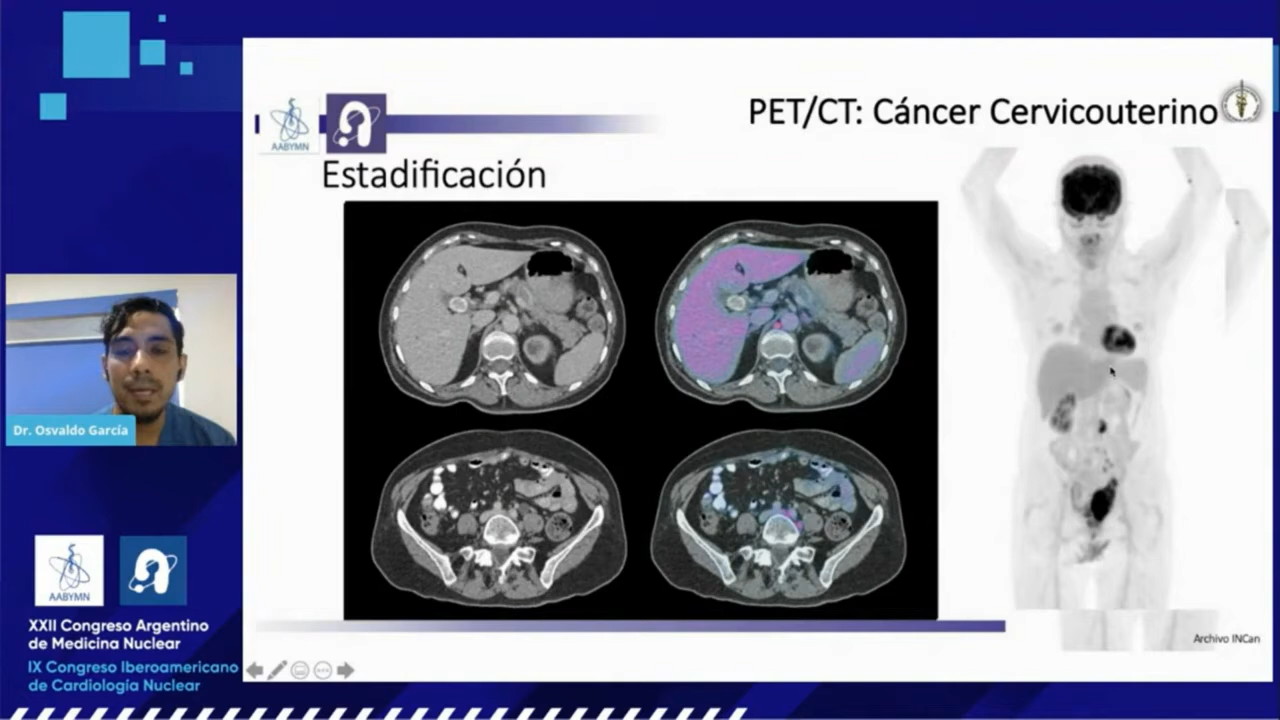 PET/CT: Cáncer Cervicouterino
AABYMN
Estadificación
Dr. Osvaldo García
AABYMN
XXII Congreso Argentino
de Medicina Nuclear
IX Congreso Iberoamericano
de Cardiología Nuclear
Archivo INCan